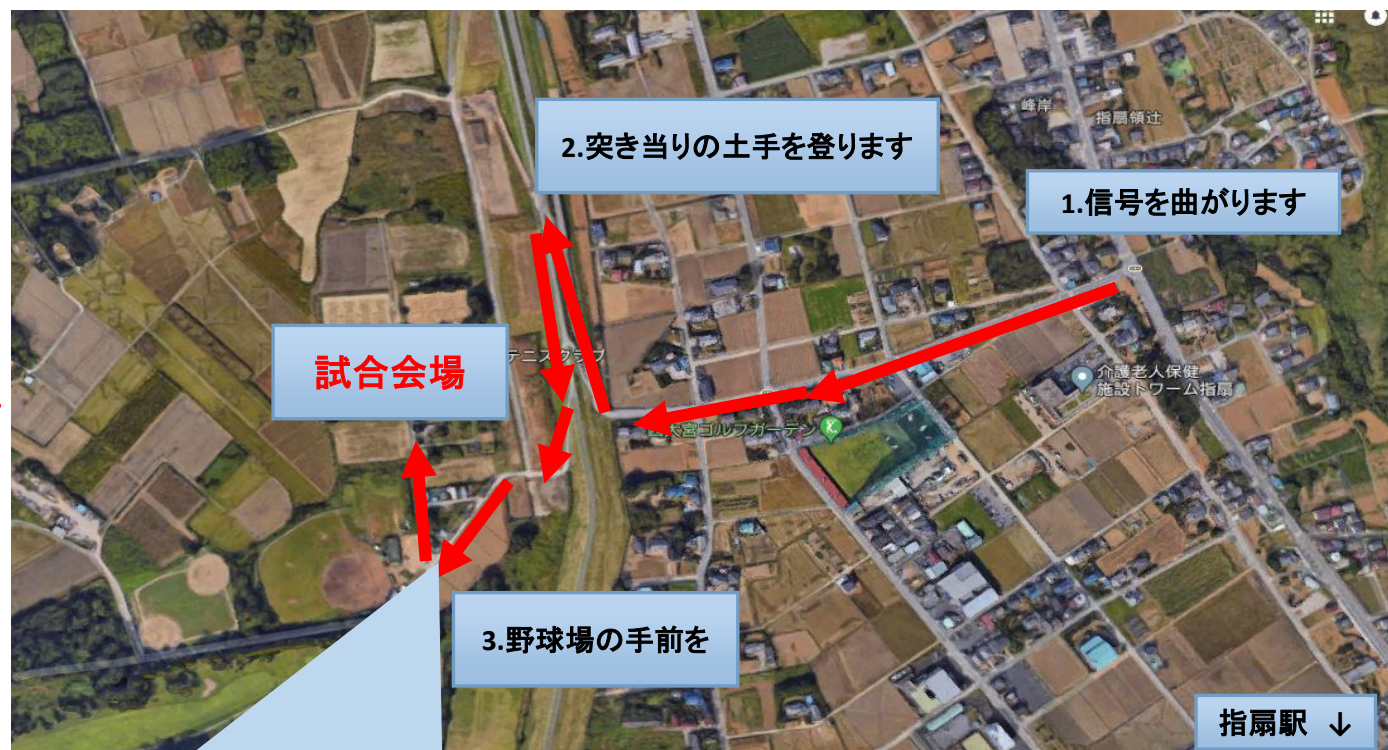 2.突き当りの土手を登ります
峰岸
指扇領辻
1.信号を曲がります
試合会場
テニスクラブ
介護老人保健
施設トワーム指扇
大宮ゴルフガーデン
3.野球場の手前を
指扇駅 ↓